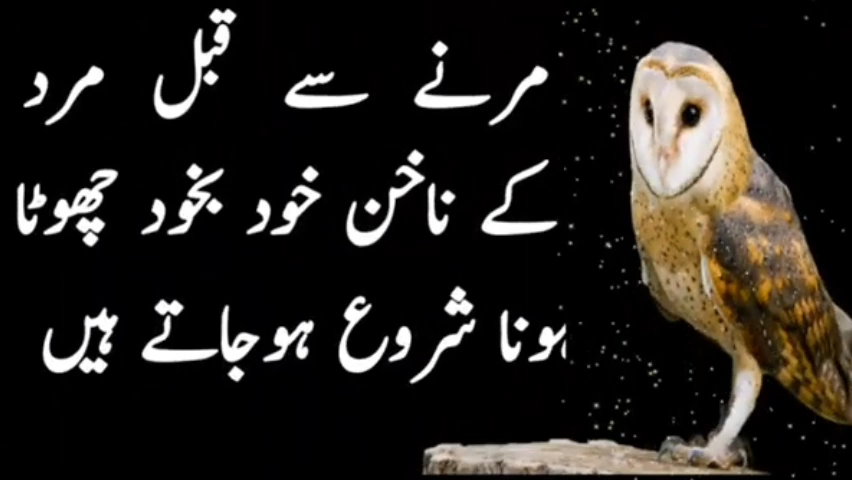 مرنے سے قبل مرد
کے ناخن خود بخود چھوٹا
ہونا شروع ہوجاتے ہیں